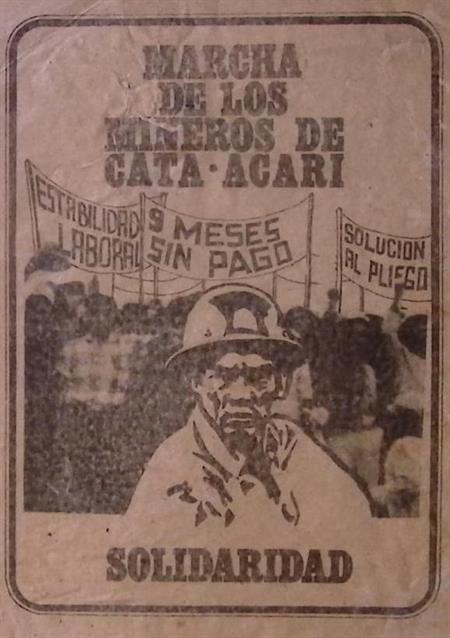 MARCHA
DE LOS
MINEROS DE
CATA · ACARI
ESTABILIDAD
LABORAL
9 MESES
SIN PAGO
SOLUCION
AL PLIEGO
SOLIDARIDAD